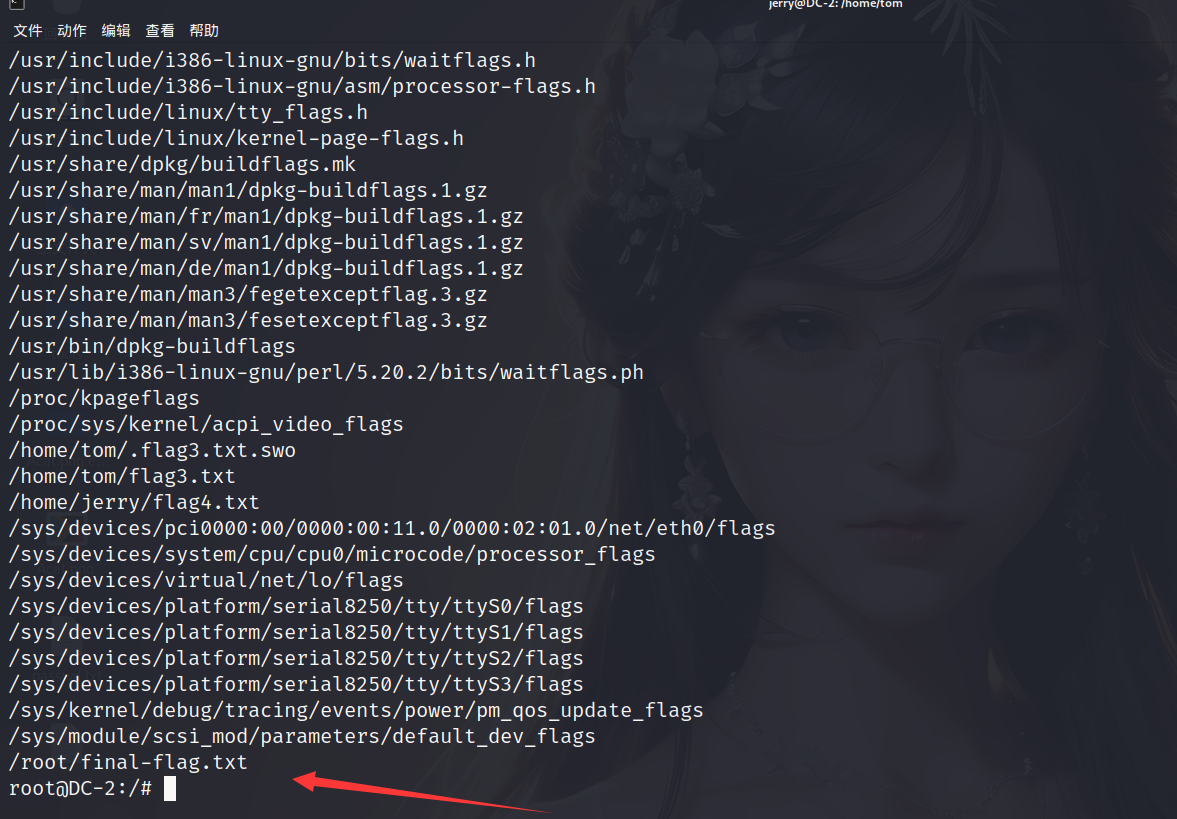 jerry@DC-2: /home/tom
文件 动作 编辑 查看 帮助
/usr/include/i386-linux-gnu/bits/waitflags.h
/usr/include/i386-linux-gnu/asm/processor-flags.h
/usr/include/linux/tty_flags.h
/usr/include/linux/kernel-page-flags.h
/usr/share/dpkg/buildflags.mk
/usr/share/man/man1/dpkg-buildflags.1.gz
/usr/share/man/fr/man1/dpkg-buildflags.1.gz
/usr/share/man/sv/man1/dpkg-buildflags.1.gz
/usr/share/man/de/man1/dpkg-buildflags.1.gz
/usr/share/man/man3/fegetexceptflag.3.gz
/usr/share/man/man3/fesetexceptflag.3.gz
/usr/bin/dpkg-buildflags
/usr/lib/i386-linux-gnu/perl/5.20.2/bits/waitflags.ph
/proc/kpageflags
/proc/sys/kernel/acpi_video_flags
/home/tom/.flag3.txt.swo
/home/tom/flag3.txt
/home/jerry/flag4.txt
/sys/devices/pci0000:00/0000:00:11.0/0000:02:01.0/net/eth0/flags
/sys/devices/system/cpu/cpu0/microcode/processor_flags
/sys/devices/virtual/net/lo/flags
/sys/devices/platform/serial8250/tty/ttyS0/flags
/sys/devices/platform/serial8250/tty/ttyS1/flags
/sys/devices/platform/serial8250/tty/ttyS2/flags
/sys/devices/platform/serial8250/tty/ttyS3/flags
/sys/kernel/debug/tracing/events/power/pm_qos_update_flags
/sys/module/scsi_mod/parameters/default_dev_flags
/root/final-flag.txt
root@DC-2:/#